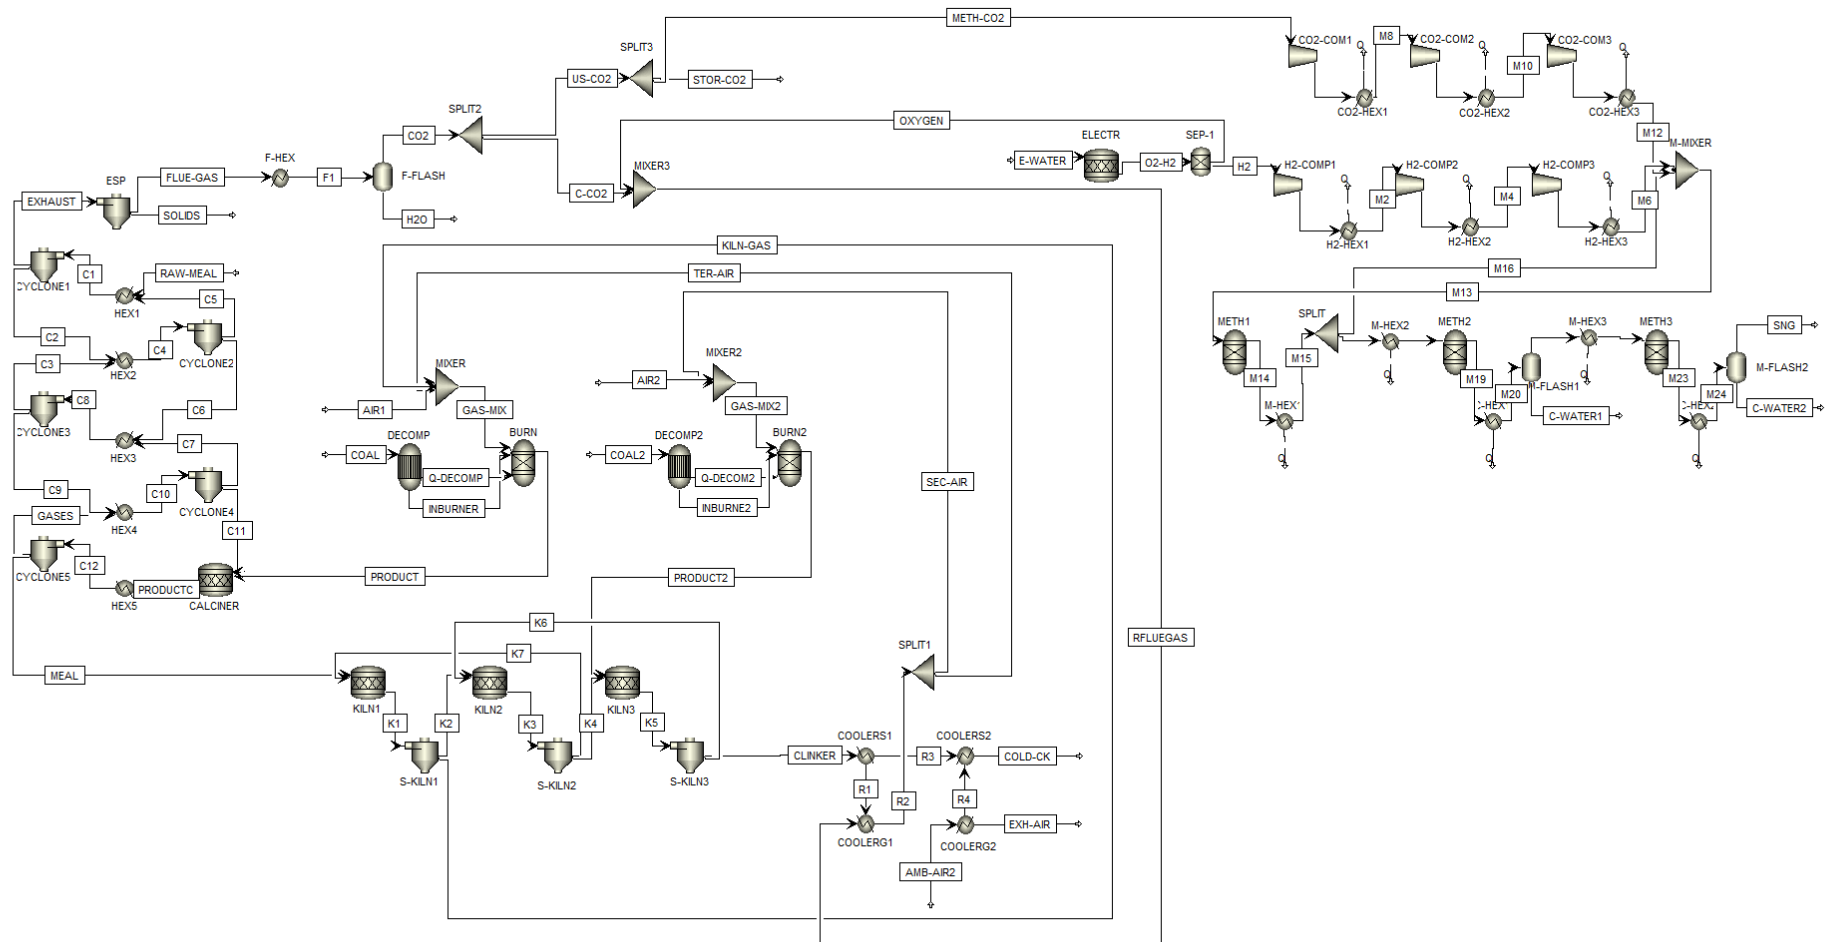 METH-CO2
SPLIT3
CO2-COM1
M8
CO2-COM2
CO2-COM3
Q
Q
Q
US-CO2
STOR-CO2
M10
CO2-HEX1
CO2-HEX2
CO2-HEX3
SPLIT2
OXYGEN
M12
CO2
ELECTR
SEP-1
M-MIXER
F-HEX
E-WATER
O2-H2
H2
H2-COMP1
H2-COMP2
H2-COMP3
MIXER3
ESP
FLUE-GAS
F1
F-FLASH
Q
Q
Q
EXHAUST
C-CO2
M2
M4
M6
SOLIDS
H2O
H2-HEX1
H2-HEX2
H2-HEX3
KILN-GAS
C1
RAW-MEAL
TER-AIR
M16
CYCLONE1
M13
C5
HEX1
SPLIT
METH1
M-HEX2
METH2
M-HEX3
METH3
SNG
C2
C4
M15
C3
CYCLONE2
MIXER
MIXER2
M14
M19
M-FLASH1
M23
M-FLASH2
HEX2
Q
M20
M24
AIR2
C8
C6
AIR1
GAS-MIX
GAS-MIX2
M-HEX1
C-HEX1
C-WATER1
C-HEX2
C-WATER2
CYCLONE3
DECOMP
BURN
DECOMP2
BURN2
C7
HEX3
COAL
COAL2
Q
Q
Q
Q-DECOMP
Q-DECOM2
SEC-AIR
C9
C10
INBURNER
INBURNE2
CYCLONE4
GASES
HEX4
C11
C12
CYCLONE5
PRODUCT
PRODUCT2
PRODUCTC
HEX5
CALCINER
K6
RFLUEGAS
K7
SPLIT1
MEAL
KILN1
KILN2
KILN3
K1
K2
K3
K4
K5
COOLERS1
COOLERS2
CLINKER
R3
COLD-CK
S-KILN1
S-KILN2
S-KILN3
R1
R2
R4
EXH-AIR
COOLERG1
COOLERG2
AMB-AIR2